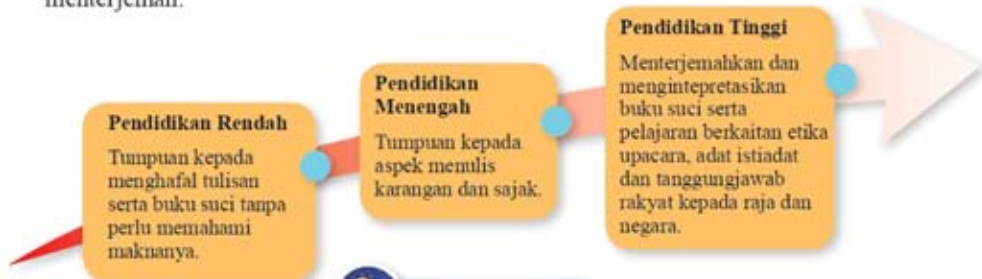 menterjemah.
Pendidikan Rendah
Tumpuan kepada
menghafal tulisan
serta buku suci tanpa
perlu memahami
maknanya.
Pendidikan
Menengah
Tumpuan kepada
aspek menulis
karangan dan sajak.
Pendidikan Tinggi
Menterjemahkan dan
mengintepretasikan
buku suci serta
pelajaran berkaitan etika
upacara, adat istiadat
dan tanggungjawab
rakyat kepada raja dan
negara.